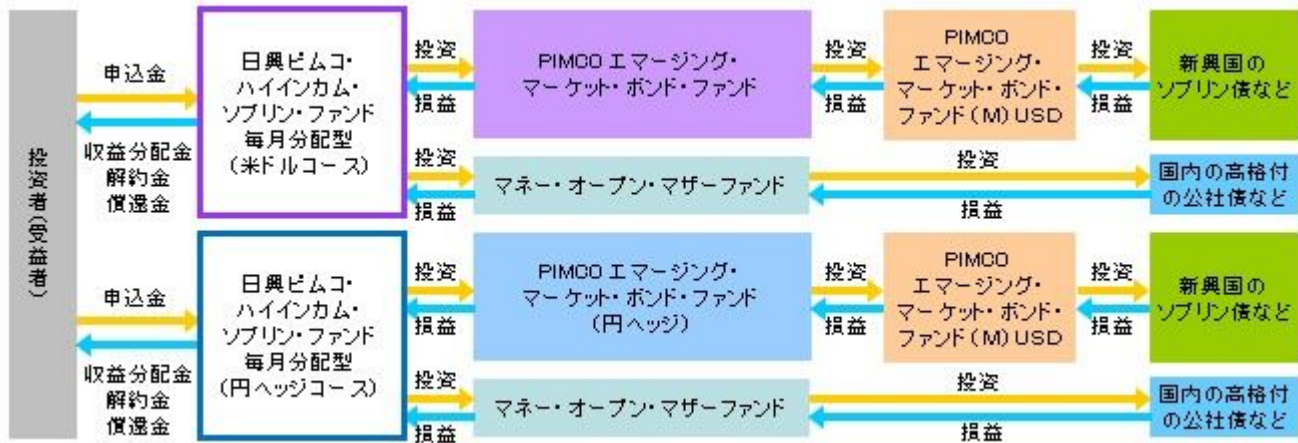 投資者(受益者)
申込金
収益分配金
解約金
償還金
日興ピムコ・
ハイインカム・
ソブリン・ファンド
毎月分配型
(米ドルコース)
投資
損益
PIMCO エマージング・
マーケット・ボンド・ファンド
投資
損益
PIMCO
エマージング・
マーケット・ボンド・
ファンド(M)USD
投資
損益
新興国の
ソブリン債など
投資
損益
マネー・オープン・マザーファンド
投資
損益
国内の高格付
の公社債など
申込金
収益分配金
解約金
償還金
日興ピムコ・
ハイインカム・
ソブリン・ファンド
毎月分配型
(円ヘッジコース)
投資
損益
PIMCO エマージング・
マーケット・ボンド・ファンド
(円ヘッジ)
投資
損益
PIMCO
エマージング・
マーケット・ボンド・
ファンド(M)USD
投資
損益
新興国の
ソブリン債など
投資
損益
マネー・オープン・マザーファンド
投資
損益
国内の高格付
の公社債など